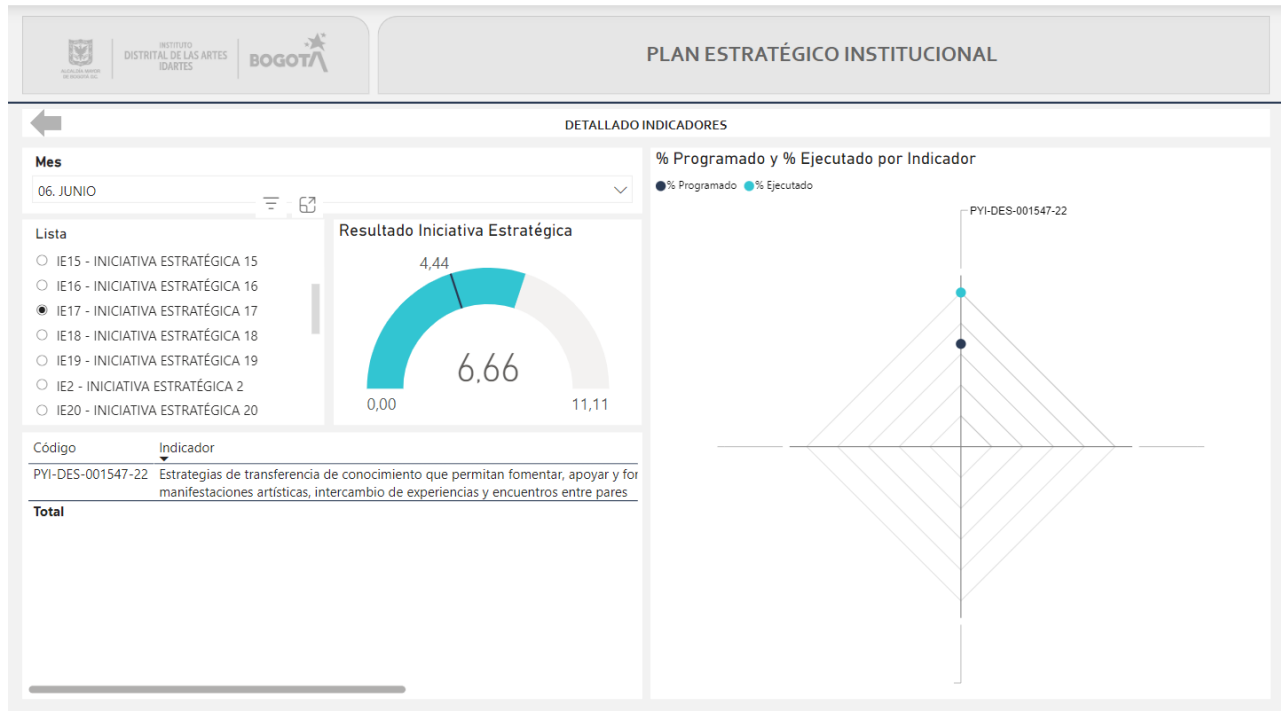 ALCALDÍA MAYOR
DE BOGOTÁ D.C.
INSTITUTO
DISTRITAL DE LAS ARTES
IDARTES
BOGOTÁ
PLAN ESTRATÉGICO INSTITUCIONAL
DETALLADO INDICADORES
Mes
06. JUNIO
Lista
IE15 - INICIATIVA ESTRATÉGICA 15
IE16 - INICIATIVA ESTRATÉGICA 16
IE17 - INICIATIVA ESTRATÉGICA 17
IE18 - INICIATIVA ESTRATÉGICA 18
IE19 - INICIATIVA ESTRATÉGICA 19
IE2 - INICIATIVA ESTRATÉGICA 2
IE20 - INICIATIVA ESTRATÉGICA 20
Resultado Iniciativa Estratégica
4,44
6,66
0,00 11,11
Código Indicador
PYI-DES-001547-22 Estrategias de transferencia de conocimiento que permitan fomentar, apoyar y for
manifestaciones artísticas, intercambio de experiencias y encuentros entre pares
Total
% Programado y % Ejecutado por Indicador
% Programado % Ejecutado
PYI-DES-001547-22